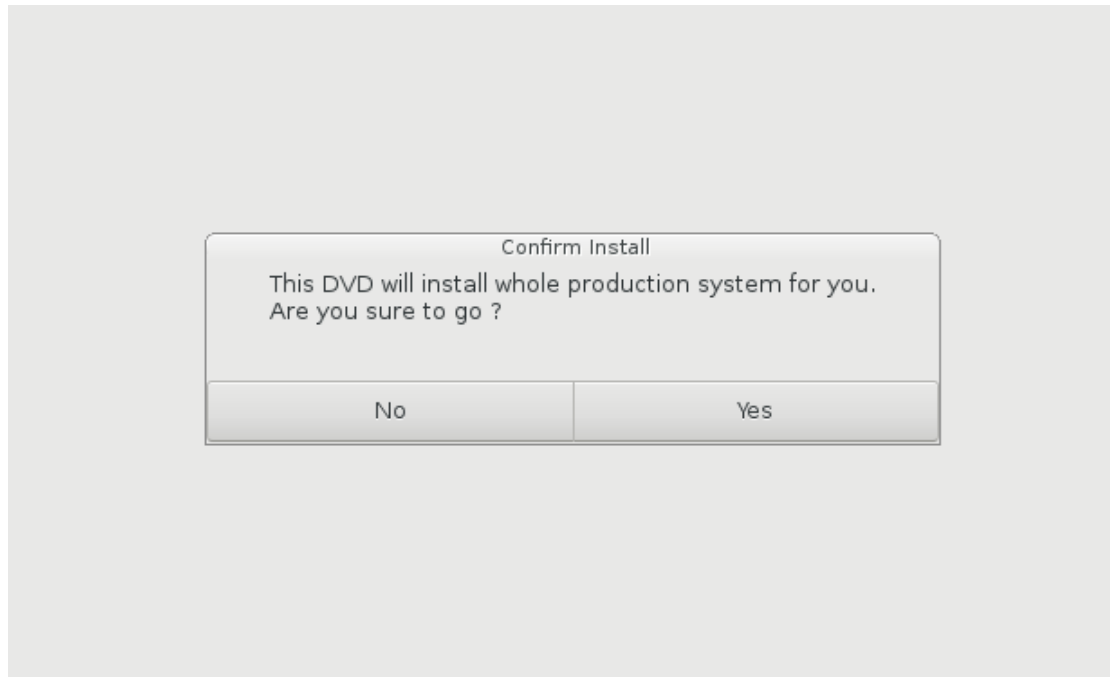 Confirm Install
This DVD will install whole production system for you.
Are you sure to go ?
No
Yes